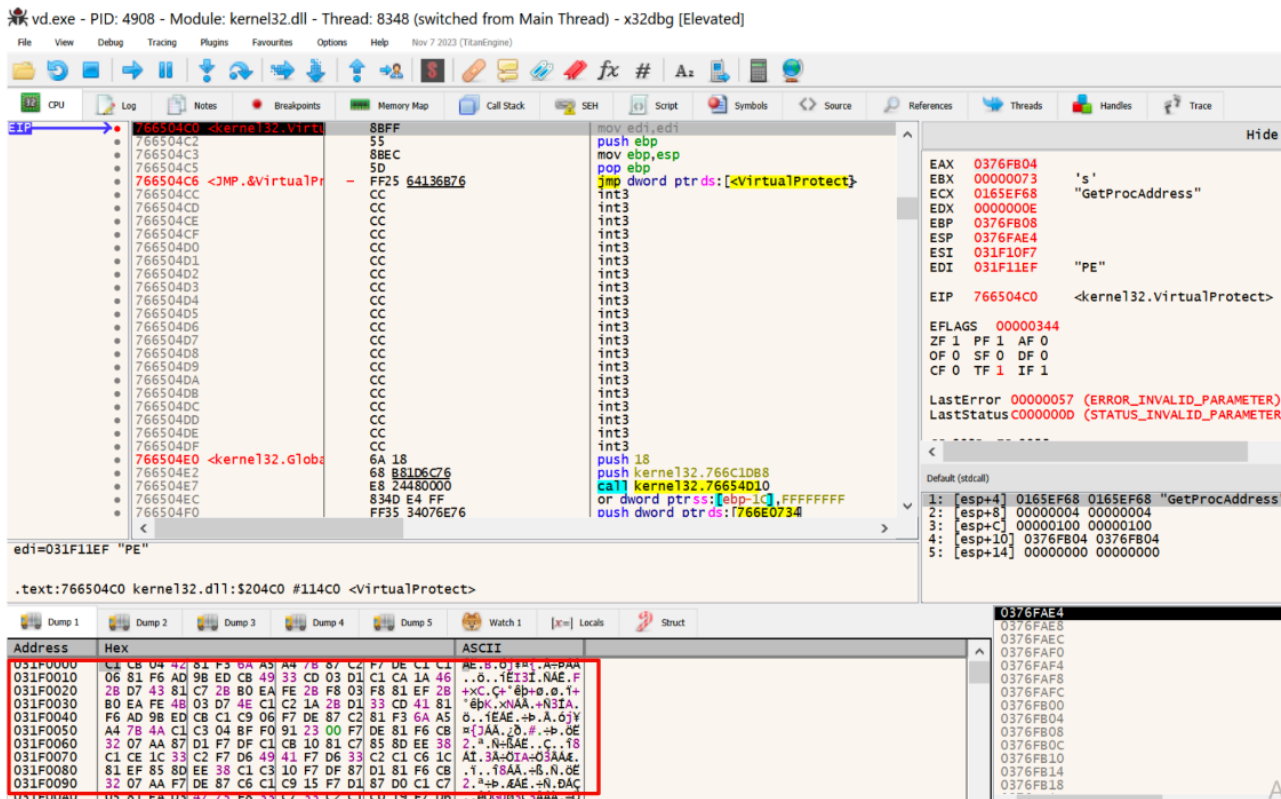 vd.exe - PID: 4908 - Module: kernel32.dll - Thread: 8348 (switched from Main Thread) - x32dbg [Elevated]
File View Debug Tracing Plugins Favourites Options Help Nov 7 2023 (TitanEngine)
CPU Log Notes Breakpoints Memory Map Call Stack SEH Script Symbols Source References Threads Handles Trace
EIP 766504C0 <kernel32.Virtu 8BFF mov edi,edi
766504C2 55 push ebp
766504C3 8BEC mov ebp,esp
766504C5 5D pop ebp
766504C6 <JMP.&VirtualPr - FF25 64136B76 jmp dword ptr ds:[<VirtualProtect>
766504CC CC int3
766504CD CC int3
766504CE CC int3
766504CF CC int3
766504D0 CC int3
766504D1 CC int3
766504D2 CC int3
766504D3 CC int3
766504D4 CC int3
766504D5 CC int3
766504D6 CC int3
766504D7 CC int3
766504D8 CC int3
766504D9 CC int3
766504DA CC int3
766504DB CC int3
766504DC CC int3
766504DD CC int3
766504DE CC int3
766504DF CC int3
766504E0 <kernel32.Globa 6A 18 push 18
766504E2 68 B81D6C76 push kernel32.766C1DB8
766504E7 E8 24480000 call kernel32.76654D10
766504EC 834D E4 FF or dword ptr ss:[ebp-1C],FFFFFFFF
766504F0 FF35 34076E76 push dword ptr ds:[766E0734
Hide
EAX 0376FB04
EBX 00000073 's'
ECX 0165EF68 "GetProcAddress"
EDX 0000000E
EBP 0376FB08
ESP 0376FAE4
ESI 031F10F7
EDI 031F11EF "PE"
EIP 766504C0 <kernel32.VirtualProtect>
EFLAGS 00000344
ZF 1 PF 1 AF 0
OF 0 SF 0 DF 0
CF 0 TF 1 IF 1
LastError 00000057 (ERROR_INVALID_PARAMETER)
LastStatus C000000D (STATUS_INVALID_PARAMETER
Default (stdcall)
1: [esp+4] 0165EF68 0165EF68 "GetProcAddress
2: [esp+8] 00000004 00000004
3: [esp+C] 00000100 00000100
4: [esp+10] 0376FB04 0376FB04
5: [esp+14] 00000000 00000000
edi=031F11EF "PE"
.text:766504C0 kernel32.dll:$204C0 #114C0 <VirtualProtect>
Dump 1 Dump 2 Dump 3 Dump 4 Dump 5 Watch 1 Locals Struct
Address Hex ASCII
031F0000 C1 CB 04 42 81 F3 6A A5 A4 7B 87 C2 F7 DE C1 C1
031F0010 06 81 F6 AD 9B ED CB 49 33 CD 03 D1 C1 CA 1A 46
031F0020 2B D7 43 81 C7 2B B0 EA FE 2B F8 03 F8 81 EF 2B
031F0030 B0 EA FE 4B 03 D7 4E C1 C2 1A 2B D1 33 CD 41 81
031F0040 F6 AD 9B ED CB C1 C9 06 F7 DE 87 C2 81 F3 6A A5
031F0050 A4 7B 4A C1 C3 04 BF F0 91 23 00 F7 DE 81 F6 CB
031F0060 32 07 AA 87 D1 F7 DF C1 CB 10 81 C7 85 8D EE 38
031F0070 C1 CE 1C 33 C2 F7 D6 49 41 F7 D6 33 C2 C1 C6 1C
031F0080 81 EF 85 8D EE 38 C1 C3 10 F7 DF 87 D1 81 F6 CB
031F0090 32 07 AA F7 DE 87 C6 C1 C9 15 F7 D1 87 D0 C1 C7
0376FAE4
0376FAE8
0376FAEC
0376FAF0
0376FAF4
0376FAF8
0376FAFC
0376FB00
0376FB04
0376FB08
0376FB0C
0376FB10
0376FB14
0376FB18